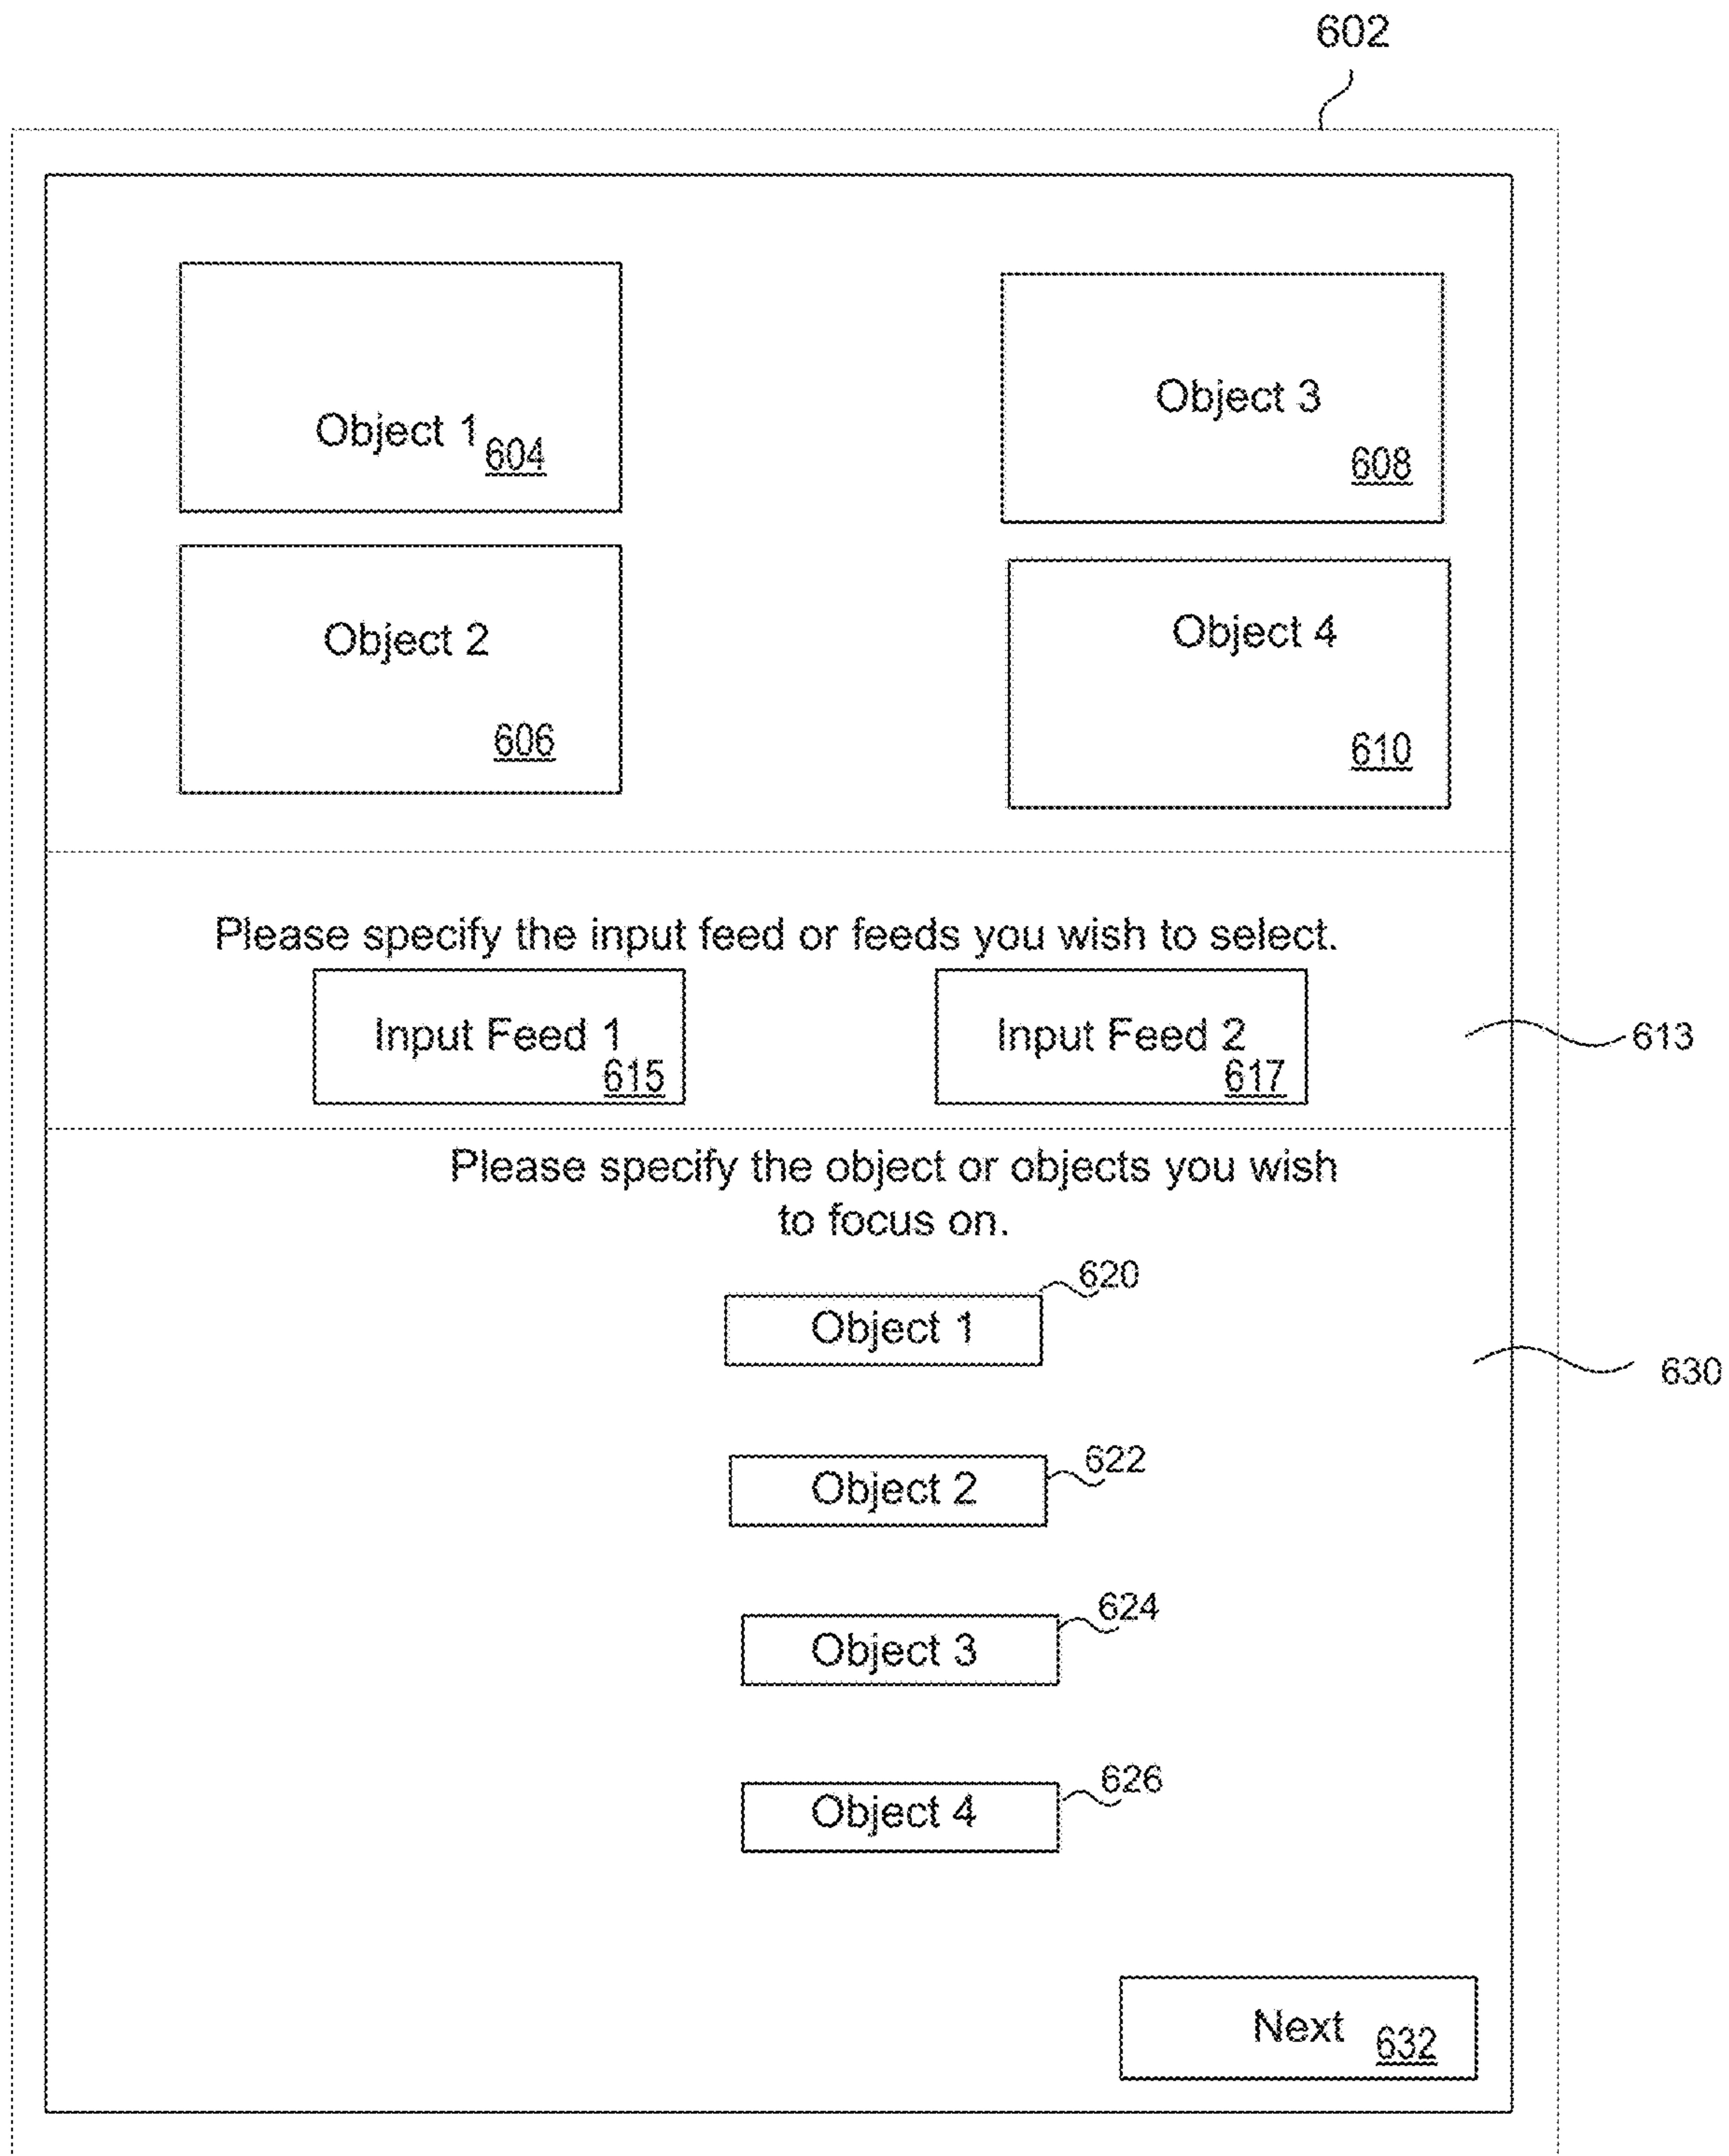 602
Object 1
604
Object 3
608
Object 2
606
Object 4
610
Please specify the input feed or feeds you wish to select.
Input Feed 1
615
Input Feed 2
617
613
Please specify the object or objects you wish
to focus on.
620
Object 1
630
622
Object 2
624
Object 3
626
Object 4
Next 632